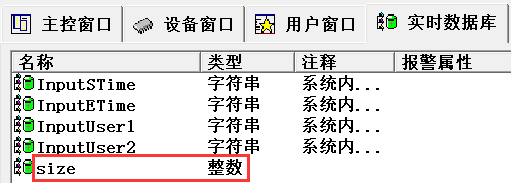 主控窗口 设备窗口 用户窗口 实时数据库
名称 类型 注释 报警属性
InputSTime 字符串 系统内...
InputETime 字符串 系统内...
InputUser1 字符串 系统内...
InputUser2 字符串 系统内...
size 整数